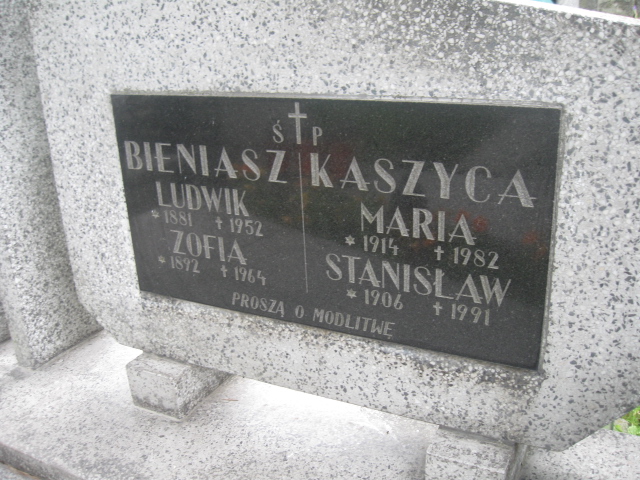 Ś P
BIENIASZ
LUDWIK
* 1881 † 1952
ZOFIA
* 1892 † 1964
KASZYCA
MARIA
* 1914 † 1982
STANISŁAW
* 1906 † 1991
PROSZĄ O MODLITWĘ